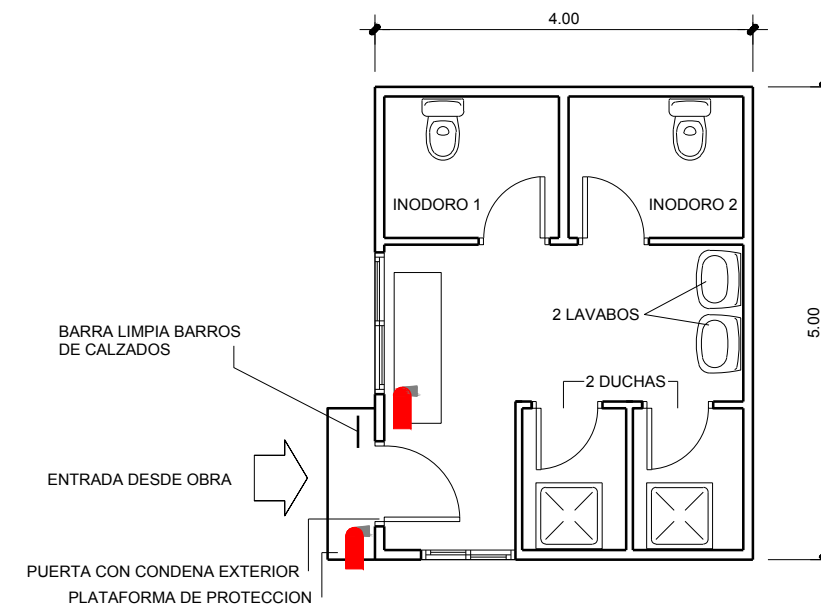 4.00
INODORO 1
INODORO 2
5.00
2 LAVABOS
BARRA LIMPIA BARROS
DE CALZADOS
2 DUCHAS
ENTRADA DESDE OBRA
PUERTA CON CONDENA EXTERIOR
PLATAFORMA DE PROTECCION